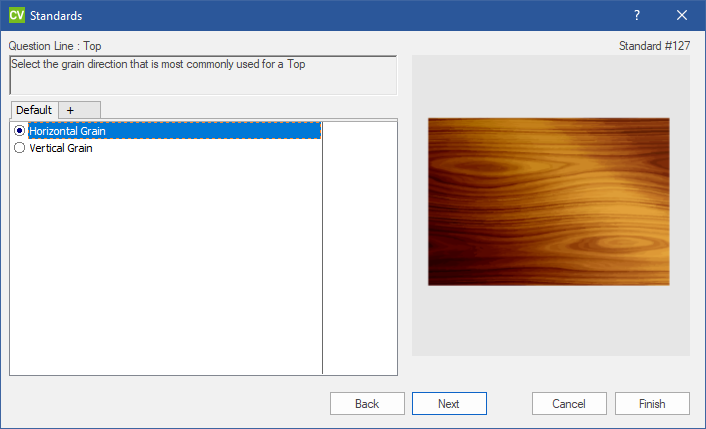 CV Standards ?
Question Line : Top
Standard #127
Select the grain direction that is most commonly used for a Top
Default +
Horizontal Grain
Vertical Grain
Back Next Cancel Finish